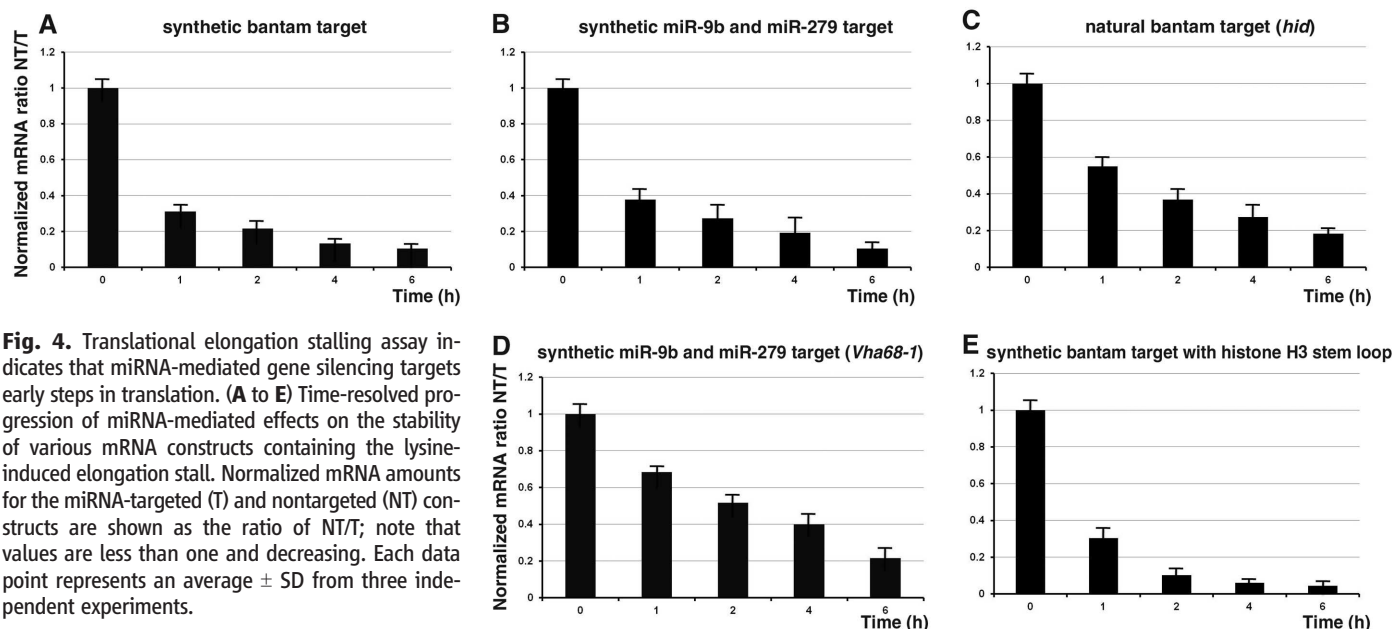 A synthetic bantam target
Normalized mRNA ratio NT/T
1.2
1
0.8
0.6
0.4
0.2
0
0 1 2 4 6
Time (h)
B synthetic miR-9b and miR-279 target
1.2
1
0.8
0.6
0.4
0.2
0
0 1 2 4 6
Time (h)
C natural bantam target (hid)
1.2
1
0.8
0.6
0.4
0.2
0
0 1 2 4 6
Time (h)
Fig. 4. Translational elongation stalling assay in-
dicates that miRNA-mediated gene silencing targets
early steps in translation. (A to E) Time-resolved pro-
gression of miRNA-mediated effects on the stability
of various mRNA constructs containing the lysine-
induced elongation stall. Normalized mRNA amounts
for the miRNA-targeted (T) and nontargeted (NT) con-
structs are shown as the ratio of NT/T; note that
values are less than one and decreasing. Each data
point represents an average ± SD from three inde-
pendent experiments.
D synthetic miR-9b and miR-279 target (Vha68-1)
Normalized mRNA ratio NT/T
1.2
1
0.8
0.6
0.4
0.2
0
0 1 2 4 6
Time (h)
E synthetic bantam target with histone H3 stem loop
1.2
1
0.8
0.6
0.4
0.2
0
0 1 2 4 6
Time (h)